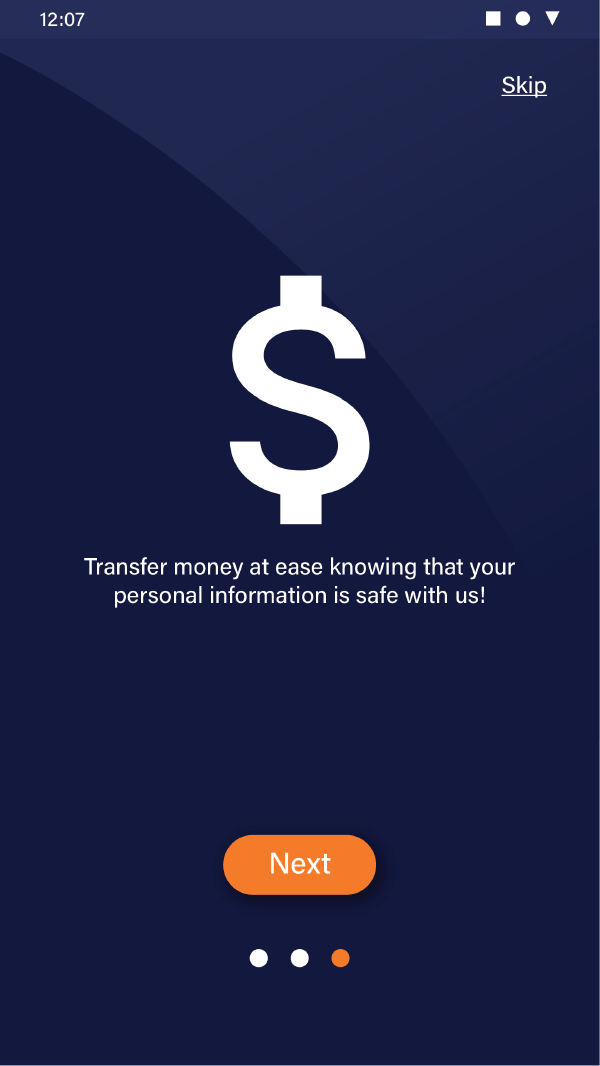 12:07
Skip
$
Transfer money at ease knowing that your
personal information is safe with us!
Next